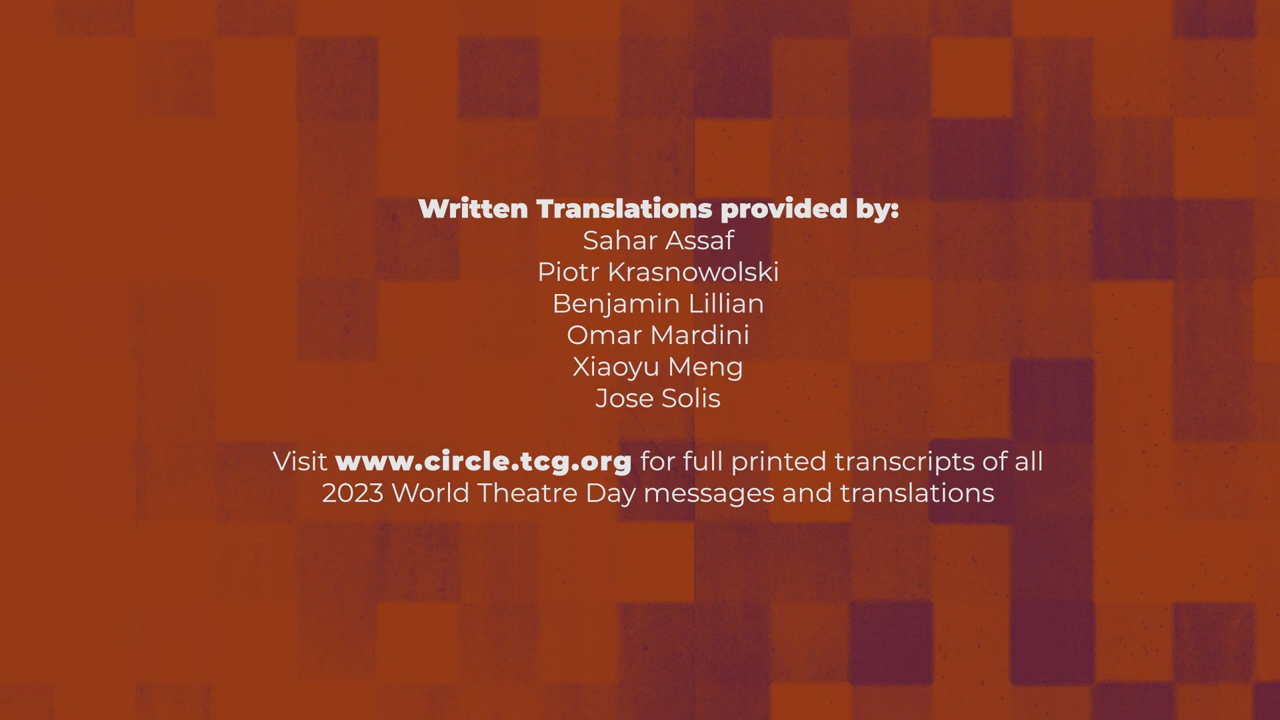 Written Translations provided by:
Sahar Assaf
Piotr Krasnowolski
Benjamin Lillian
Omar Mardini
Xiaoyu Meng
Jose Solis
Visit www.circle.tcg.org for full printed transcripts of all
2023 World Theatre Day messages and translations